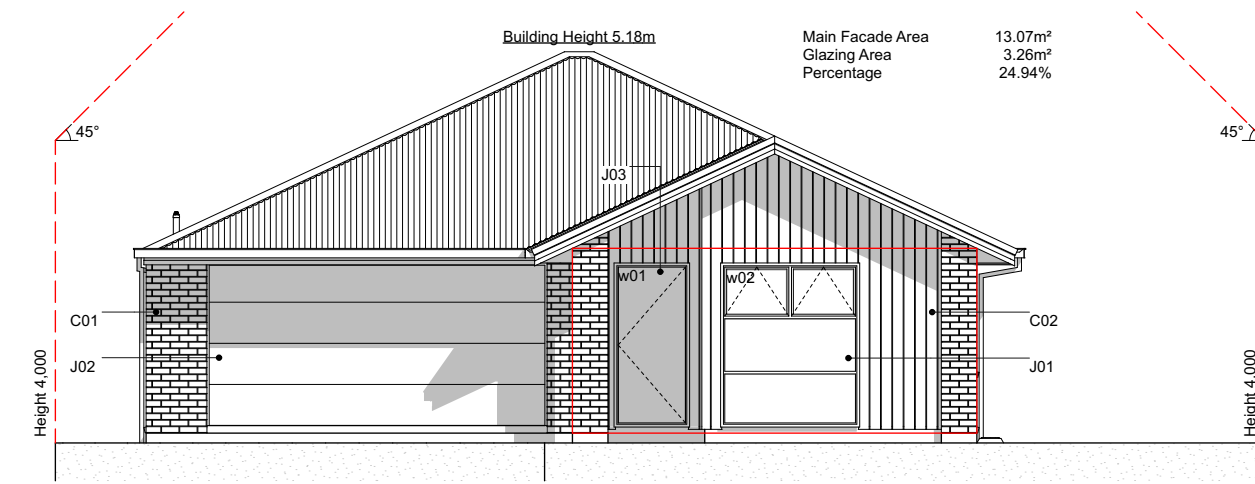 Building Height 5.18m
Main Facade Area 13.07m²
Glazing Area 3.26m²
Percentage 24.94%
45°
45°
J03
w01
w02
C01
C02
J02
J01
Height 4,000
Height 4,000